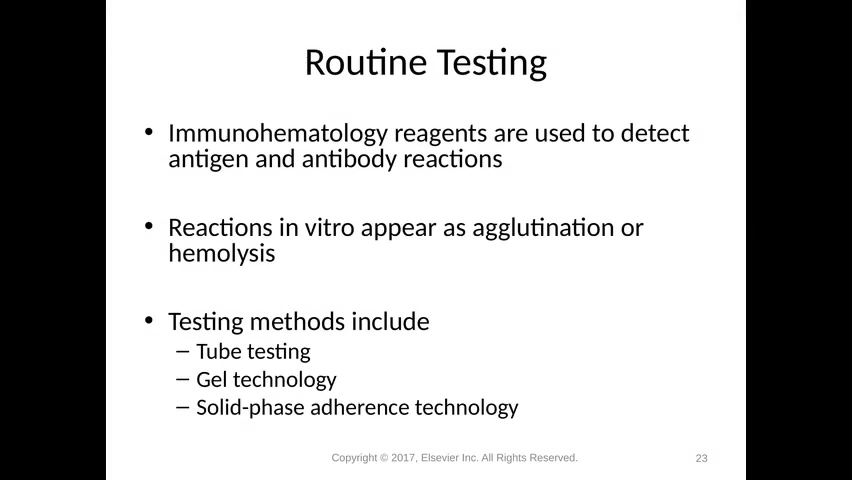 Routine Testing
• Immunohematology reagents are used to detect
antigen and antibody reactions
• Reactions in vitro appear as agglutination or
hemolysis
• Testing methods include
– Tube testing
– Gel technology
– Solid-phase adherence technology
Copyright © 2017, Elsevier Inc. All Rights Reserved.
23